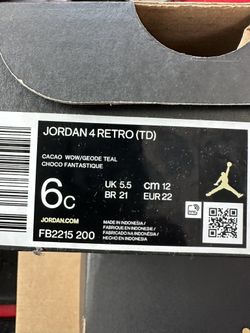 JORDAN 4 RETRO (TD)
CACAO WOW/GEODE TEAL
CHOCO FANTASTIQUE
6c
UK 5.5 cm 12
BR 21 EUR 22
JORDAN.COM
FB2215 200
MADE IN INDONESIA/
FABRIQUÉ EN INDONÉSIE/
FABRICADO NA INDONÉSIA/
HECHO EN INDONESIA